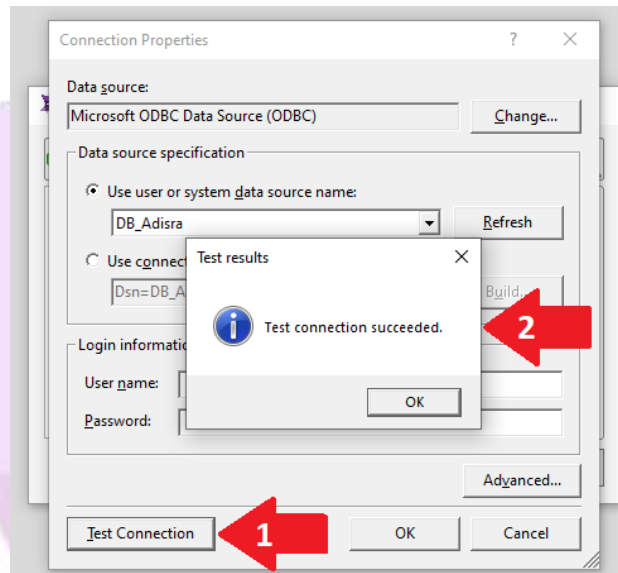 Connection Properties
Data source:
Microsoft ODBC Data Source (ODBC)
Change...
Data source specification
Use user or system data source name:
DB_Adisra
Refresh
Test results
Use connect
Dsn=DB_A
Build...
Test connection succeeded.
2
Login informatio
User name:
OK
Password:
Advanced...
Test Connection
1
OK
Cancel